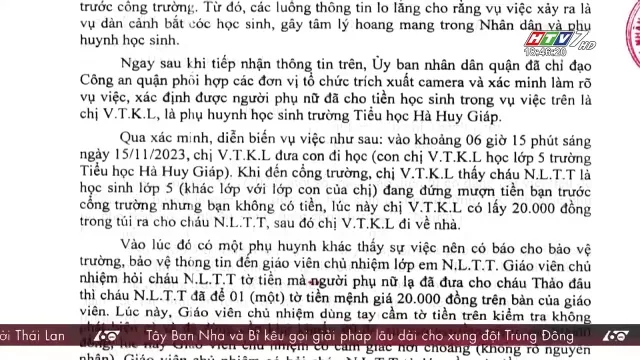 trước cổng trường. Từ đó, các luồng thông tin lo lắng cho rằng vụ việc xảy ra là
vụ dàn cảnh bắt cóc học sinh, gây tâm lý hoang mang trong Nhân dân và phụ
huynh học sinh.
HTV7 HD
18:46:20
Ngay sau khi tiếp nhận thông tin trên, Ủy ban nhân dân quận đã chỉ đạo
Công an quận phối hợp các đơn vị tổ chức trích xuất camera và xác minh làm rõ
vụ việc, xác định được người phụ nữ đã cho tiền học sinh trong vụ việc trên là
chị V.T.K.L, là phụ huynh học sinh trường Tiểu học Hà Huy Giáp.
Qua xác minh, diễn biến vụ việc như sau: vào khoảng 06 giờ 15 phút sáng
ngày 15/11/2023, chị V.T.K.L đưa con đi học (con chị V.T.K.L học lớp 5 trường
Tiểu học Hà Huy Giáp). Khi đến cổng trường, chị V.T.K.L thấy cháu N.L.T.T
là học sinh lớp 5 (khác lớp với lớp con của chị) đang đứng mượn tiền bạn trước
cổng trường nhưng bạn không có tiền, lúc này chị V.T.K.L có lấy 20.000 đồng
trong túi ra cho cháu N.L.T.T, sau đó chị V.T.K.L đi về nhà.
Vào lúc đó có một phụ huynh khác thấy sự việc nên có báo cho bảo vệ
trường, bảo vệ thông tin đến giáo viên chủ nhiệm lớp em N.L.T.T. Giáo viên chủ
nhiệm hỏi cháu N.L.T.T tờ tiền mà người phụ nữ lạ đã đưa cho cháu Thảo đâu
thì cháu N.L.T.T đã để 01 (một) tờ tiền mệnh giá 20.000 đồng trên bàn của giáo
viên. Lúc này, Giáo viên chủ nhiệm dùng tay cầm tờ tiền trên kiểm tra không
ời Thái Lan
60
Tây Ban Nha và Bỉ kêu gọi giải pháp lâu dài cho xung đột Trung Đông
60